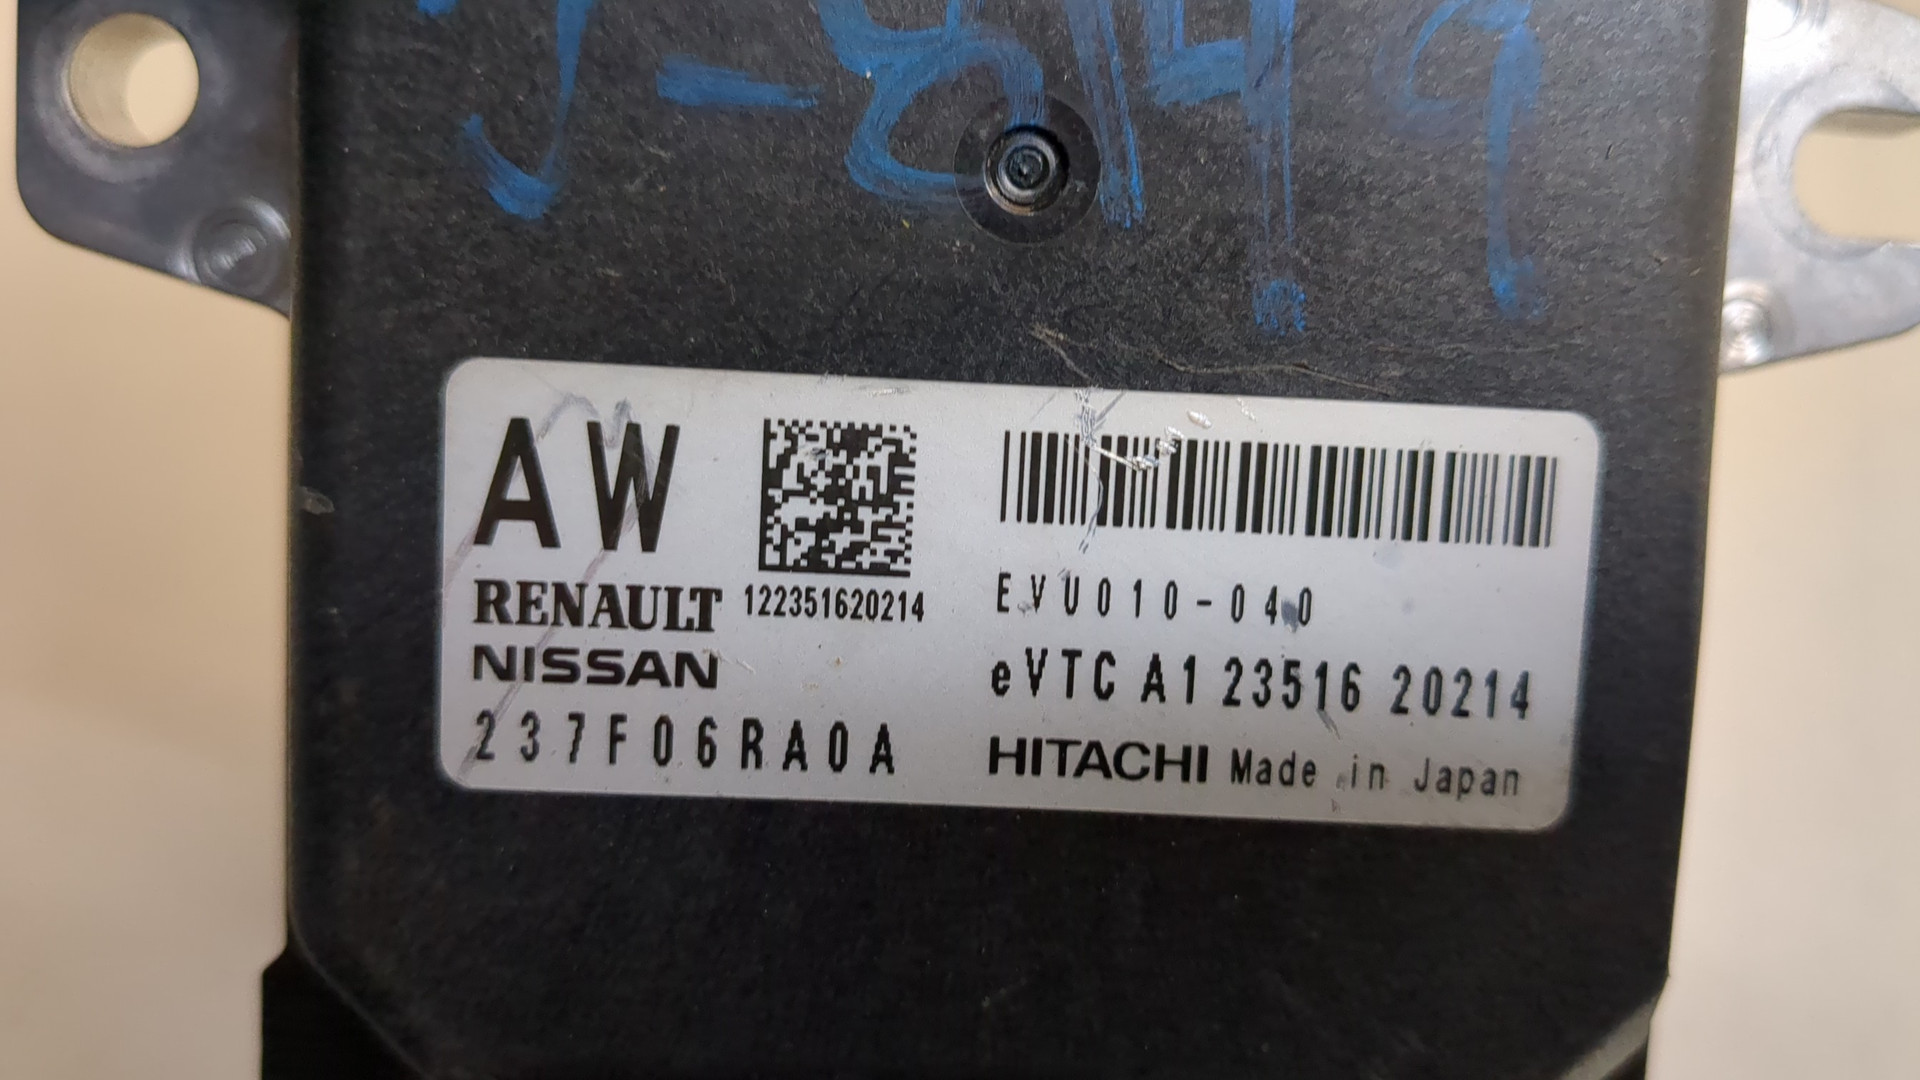 AW
RENAULT
NISSAN
237F06RA0A
122351620214
EVU010-040
eVTC A1 23516 20214
HITACHI Made in Japan